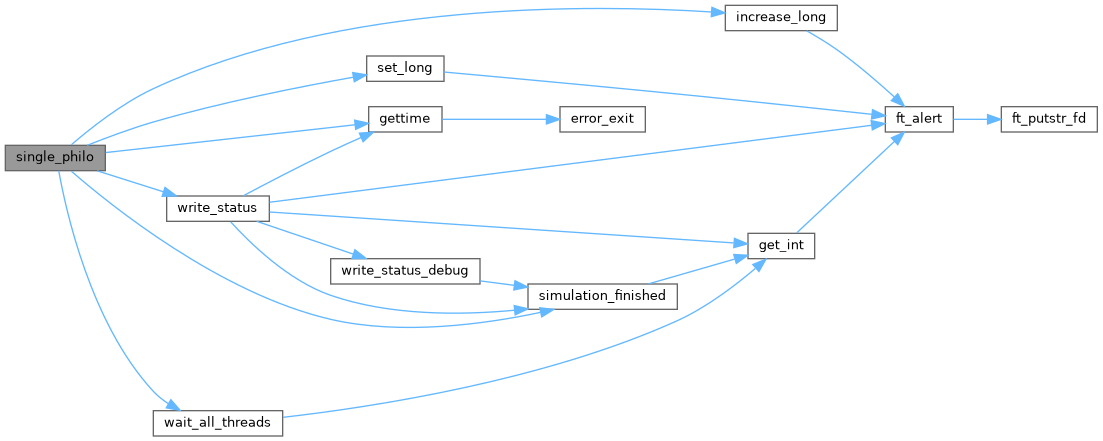 increase_long
set_long
gettime
error_exit
ft_alert
ft_putstr_fd
single_philo
write_status
get_int
write_status_debug
simulation_finished
wait_all_threads